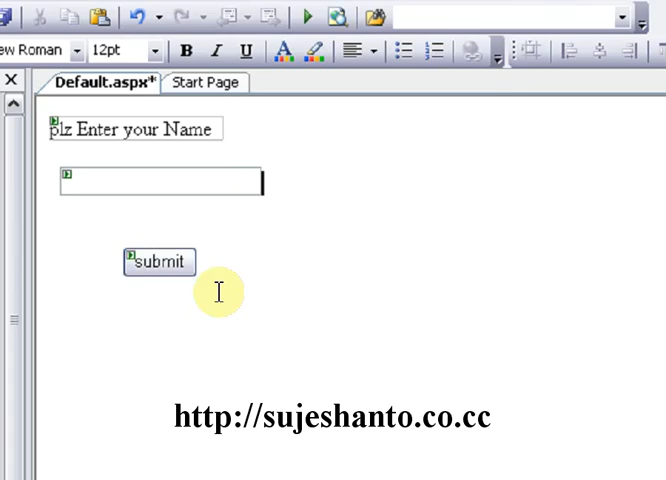 ew Roman 12pt B I U A
Default.aspx* Start Page
plz Enter your Name
submit
http://sujeshanto.co.cc